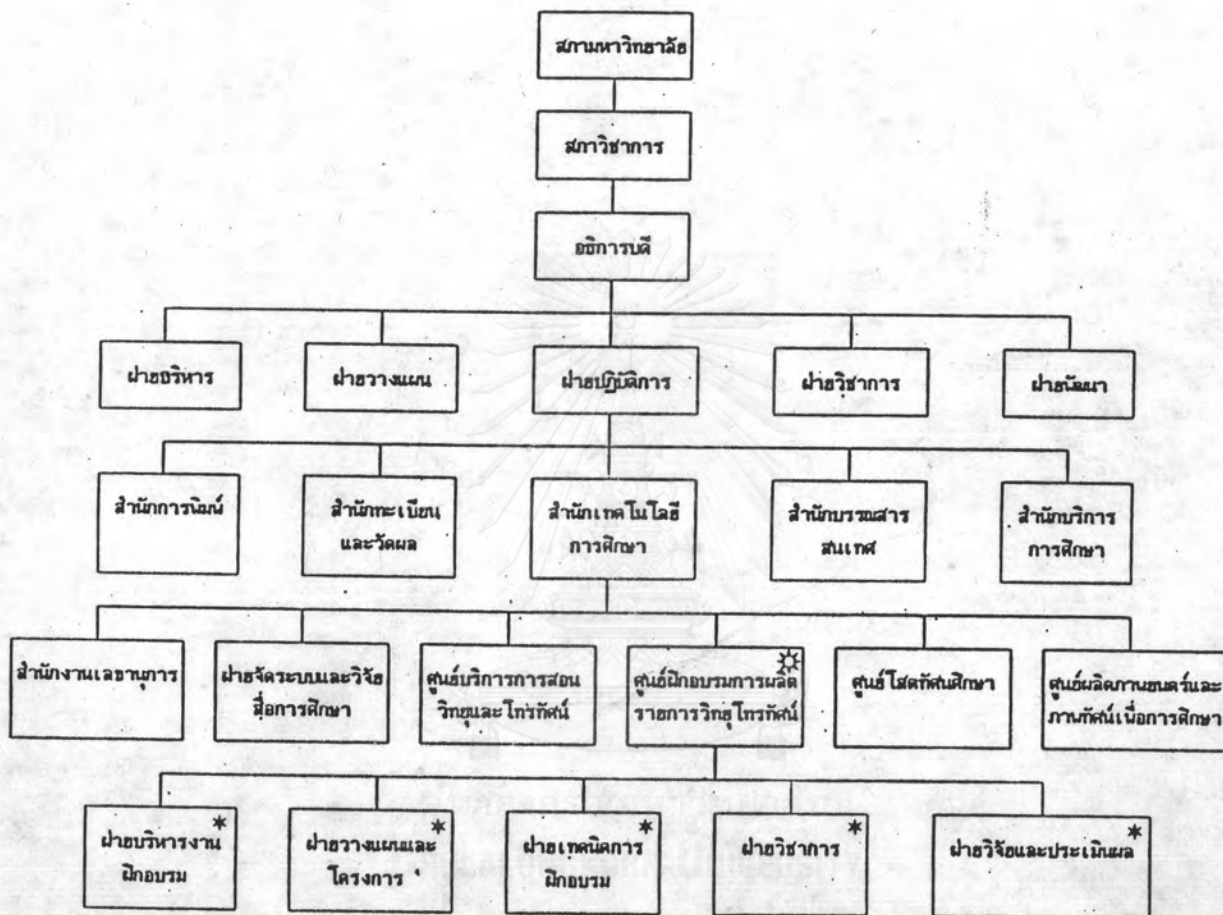 สภามหาวิทยาลัย
สภาวิชาการ
อธิการบดี
ฝ่ายบริหาร
ฝ่ายวางแผน
ฝ่ายปฏิบัติการ
ฝ่ายวิชาการ
ฝ่ายพัฒนา
สำนักการพิมพ์
สำนักทะเบียน
และวัดผล
สำนักเทคโนโลยี
การศึกษา
สำนักบรรณสาร
สนเทศ
สำนักบริการ
การศึกษา
สำนักงานเลขานุการ
ฝ่ายจัดระบบและวิจัย
สื่อการศึกษา
ศูนย์บริการการสอน
วิทยุและโทรทัศน์
ศูนย์ฝึกอบรมการผลิต
รายการวิทยุโทรทัศน์
ศูนย์โสตทัศนศึกษา
ศูนย์ผลิตภาพยนตร์และ
ภาพทัศน์เพื่อการศึกษา
ฝ่ายบริหารงาน
ฝึกอบรม
ฝ่ายวางแผนและ
โครงการ
ฝ่ายเทคนิคการ
ฝึกอบรม
ฝ่ายวิชาการ
ฝ่ายวิจัยและประเมินผล